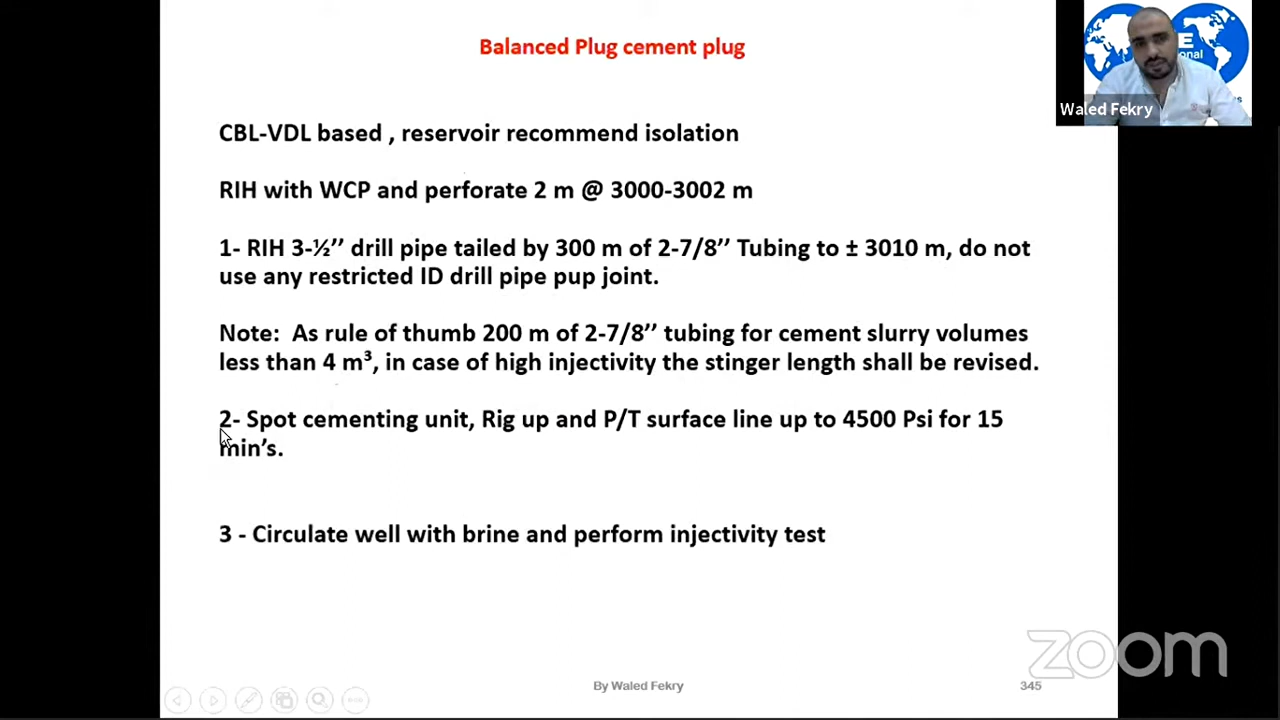 Balanced Plug cement plug
E
onal
Waled Fekry
CBL-VDL based , reservoir recommend isolation
RIH with WCP and perforate 2 m @ 3000-3002 m
1- RIH 3-½’’ drill pipe tailed by 300 m of 2-7/8’’ Tubing to ± 3010 m, do not
use any restricted ID drill pipe pup joint.
Note:  As rule of thumb 200 m of 2-7/8’’ tubing for cement slurry volumes
less than 4 m³, in case of high injectivity the stinger length shall be revised.
2- Spot cementing unit, Rig up and P/T surface line up to 4500 Psi for 15
min’s.
3 - Circulate well with brine and perform injectivity test
zoom
By Waled Fekry
345